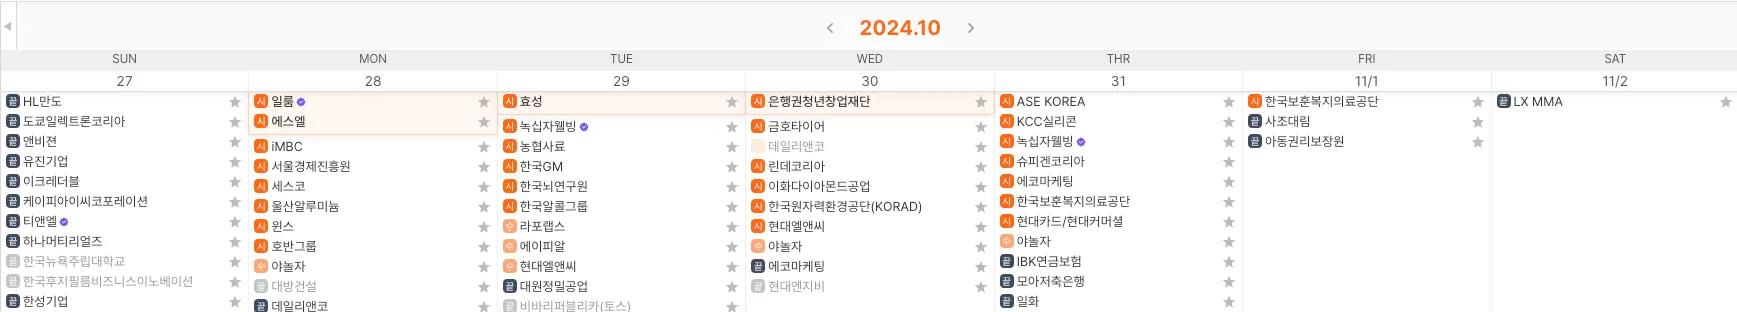 2024.10
SUN MON TUE WED THR FRI SAT
27 28 29 30 31 11/1 11/2
끝 HL만도
끝 도쿄일렉트론코리아
끝 앤비젼
끝 유진기업
끝 이크레더블
끝 케이피아이씨코포레이션
끝 티앤엘
끝 하나머티리얼즈
끝 한국뉴욕주립대학교
끝 한국후지필름비즈니스이노베이션
끝 한성기업
시 일룸
시 에스엘
시 iMBC
시 서울경제진흥원
시 세스코
시 울산알루미늄
시 윈스
시 호반그룹
수 야놀자
끝 대방건설
끝 데일리앤코
시 효성
시 녹십자웰빙
시 농협사료
시 한국GM
시 한국뇌연구원
시 한국알콜그룹
수 라포랩스
수 에이피알
수 현대엘앤씨
끝 대원정밀공업
끝 비바리퍼블리카(토스)
시 은행권청년창업재단
시 금호타이어
데일리앤코
시 린데코리아
시 이화다이아몬드공업
시 한국원자력환경공단(KORAD)
시 현대엘앤씨
수 야놀자
끝 에코마케팅
끝 현대엔지비
시 ASE KOREA
시 KCC실리콘
시 녹십자웰빙
시 슈피겐코리아
시 에코마케팅
시 한국보훈복지의료공단
시 현대카드/현대커머셜
수 야놀자
끝 IBK연금보험
끝 모아저축은행
끝 일화
시 한국보훈복지의료공단
끝 사조대림
끝 아동권리보장원
끝 LX MMA